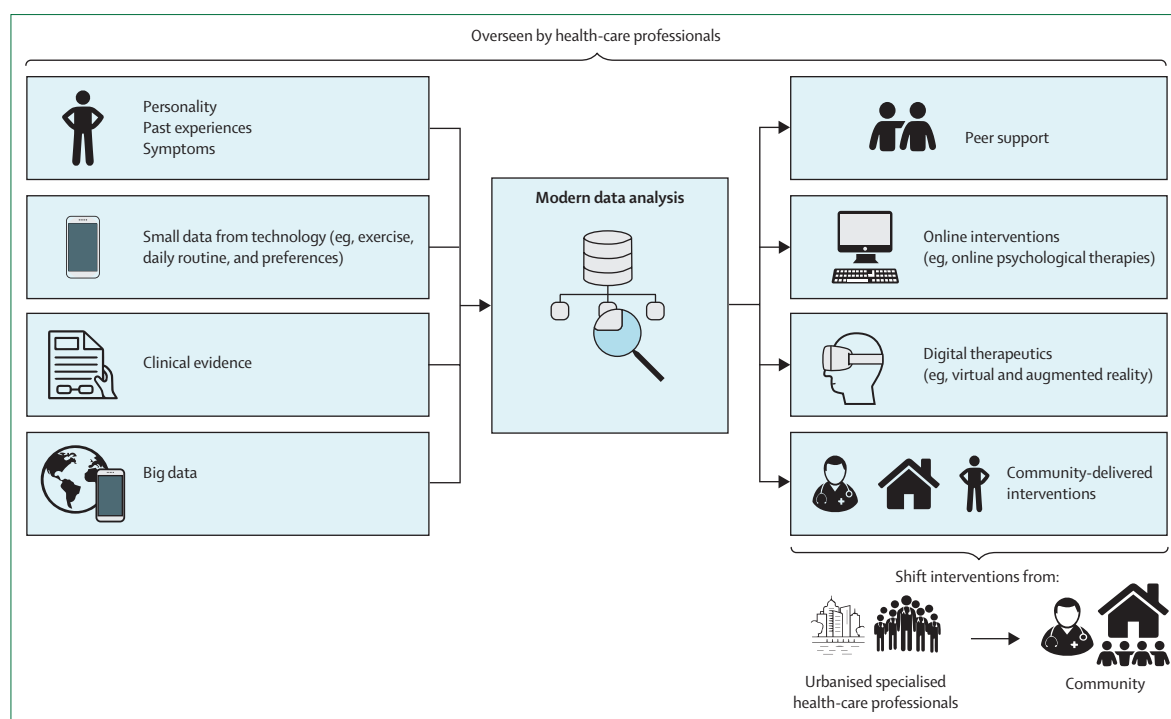 Overseen by health-care professionals
Personality
Past experiences
Symptoms
Small data from technology (eg, exercise,
daily routine, and preferences)
Clinical evidence
Big data
Modern data analysis
Peer support
Online interventions
(eg, online psychological therapies)
Digital therapeutics
(eg, virtual and augmented reality)
Community-delivered
interventions
Shift interventions from:
Urbanised specialised
health-care professionals
Community